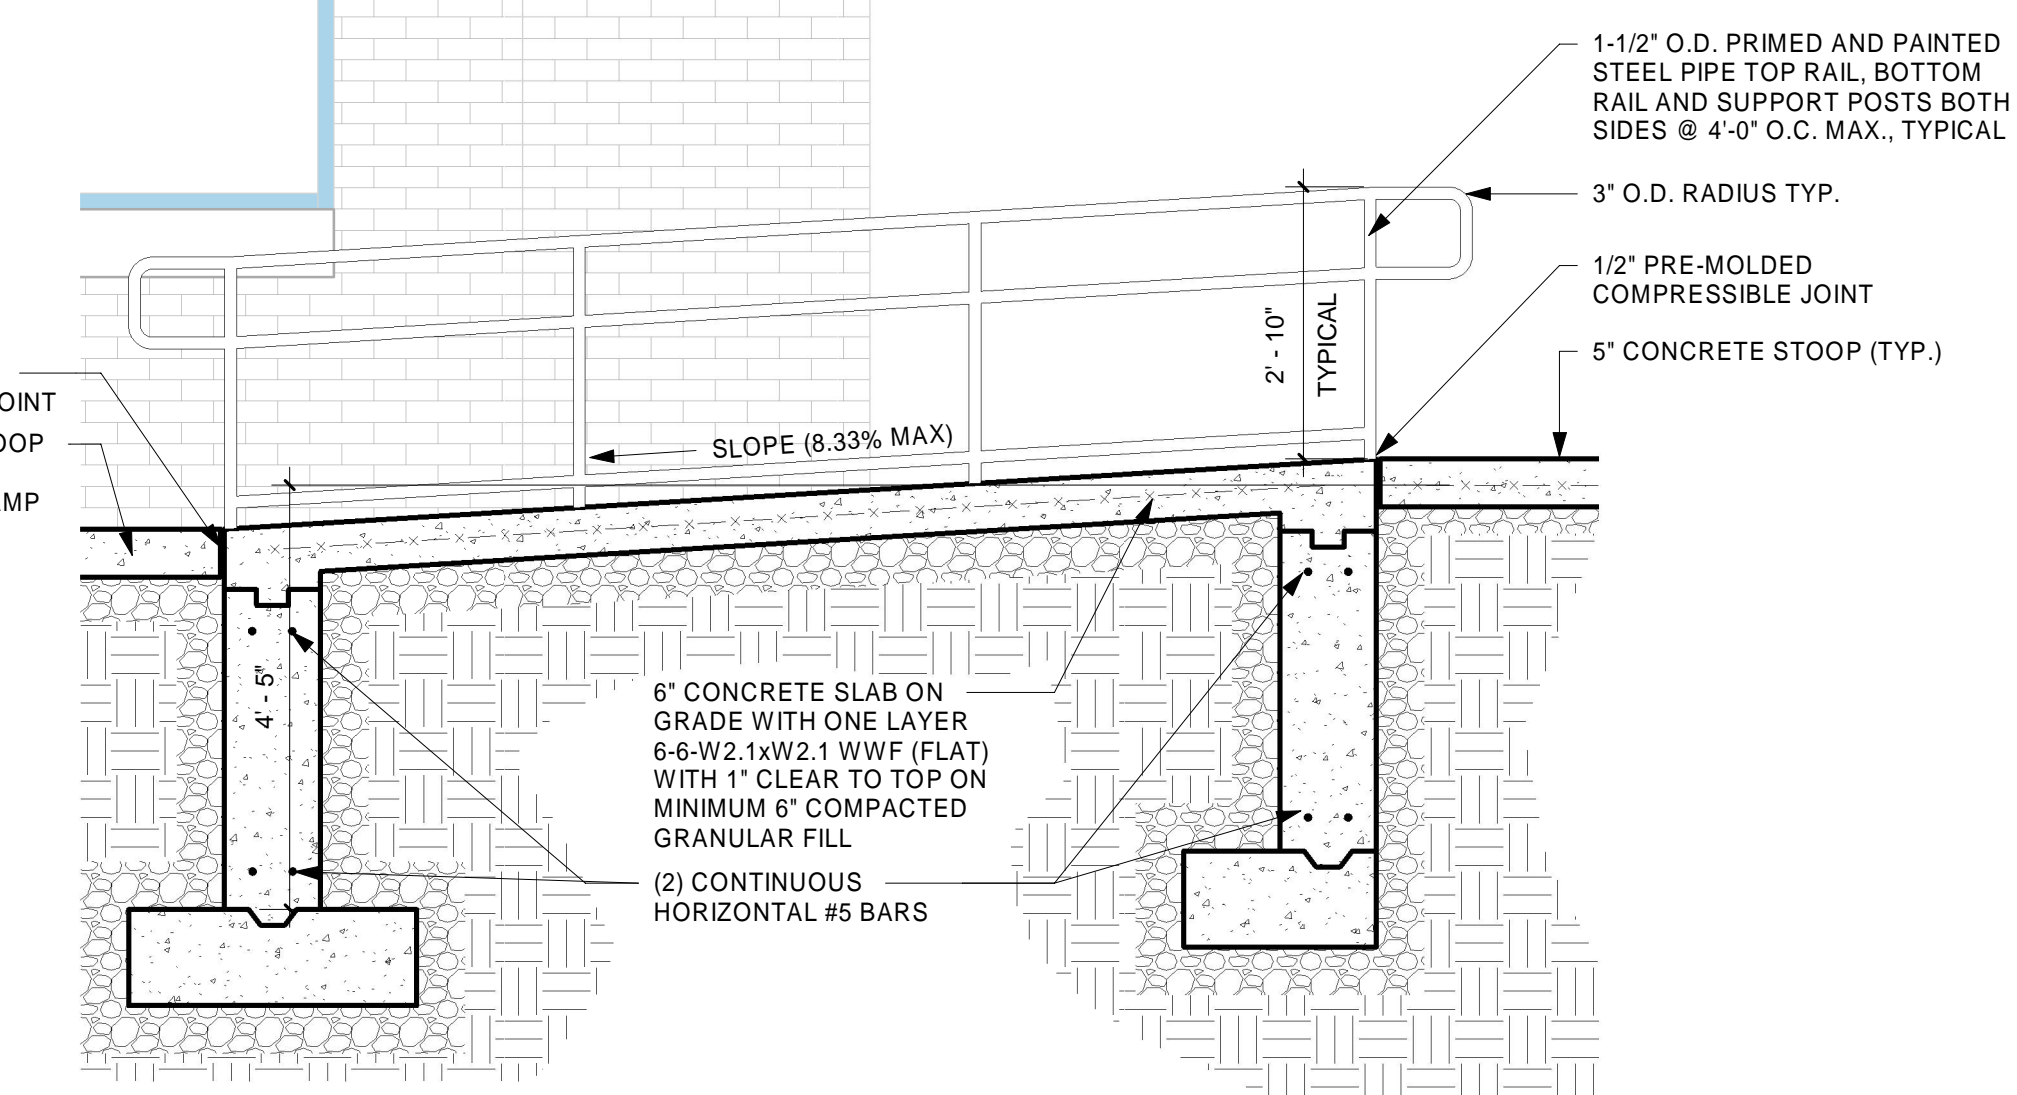 1-1/2" O.D. PRIMED AND PAINTED
STEEL PIPE TOP RAIL, BOTTOM
RAIL AND SUPPORT POSTS BOTH
SIDES @ 4'-0" O.C. MAX., TYPICAL
3" O.D. RADIUS TYP.
1/2" PRE-MOLDED
COMPRESSIBLE JOINT
5" CONCRETE STOOP (TYP.)
2' - 10"
TYPICAL
SLOPE (8.33% MAX)
OINT
OOP
AMP
4' - 5"
6" CONCRETE SLAB ON
GRADE WITH ONE LAYER
6-6-W2.1xW2.1 WWF (FLAT)
WITH 1" CLEAR TO TOP ON
MINIMUM 6" COMPACTED
GRANULAR FILL
(2) CONTINUOUS
HORIZONTAL #5 BARS